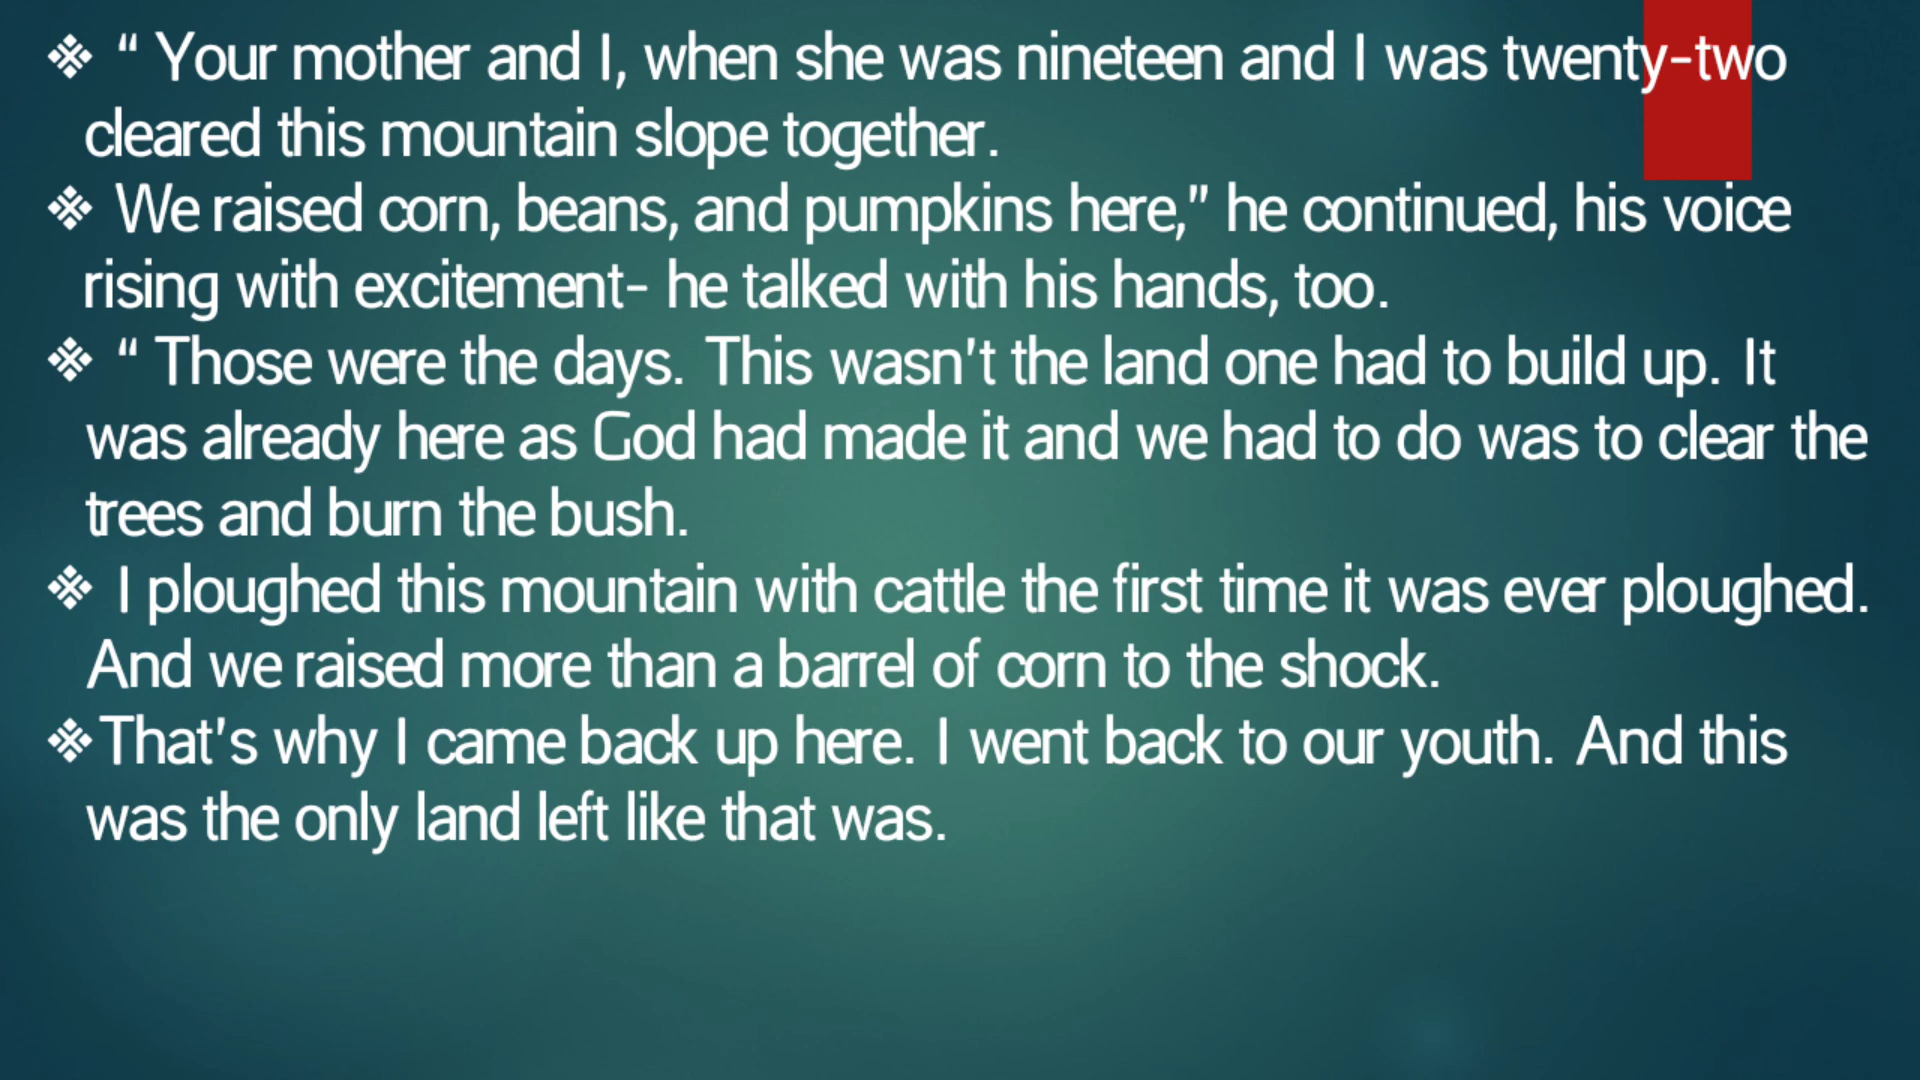 ❖ “ Your mother and I, when she was nineteen and I was twenty-two
cleared this mountain slope together.
❖ We raised corn, beans, and pumpkins here,” he continued, his voice
rising with excitement- he talked with his hands, too.
❖ “ Those were the days. This wasn't the land one had to build up. It
was already here as God had made it and we had to do was to clear the
trees and burn the bush.
❖ I ploughed this mountain with cattle the first time it was ever ploughed.
And we raised more than a barrel of corn to the shock.
❖That's why I came back up here. I went back to our youth. And this
was the only land left like that was.